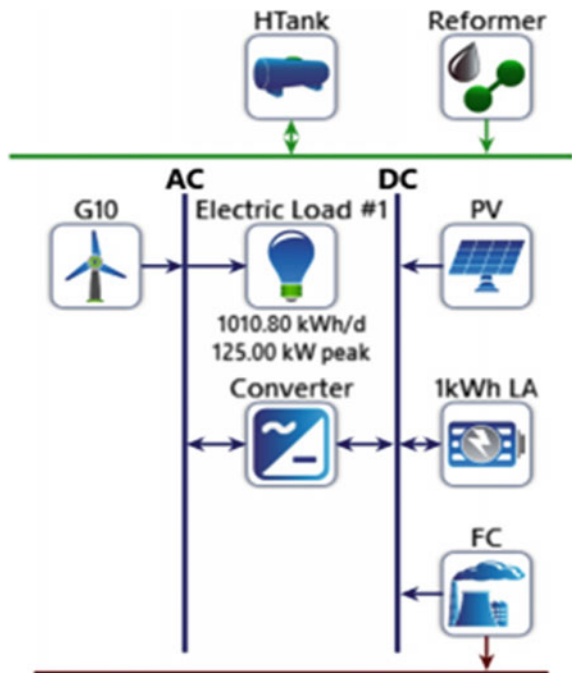 HTank Reformer
AC DC
G10 Electric Load #1 PV
1010.80 kWh/d
125.00 kW peak
Converter 1kWh LA
FC